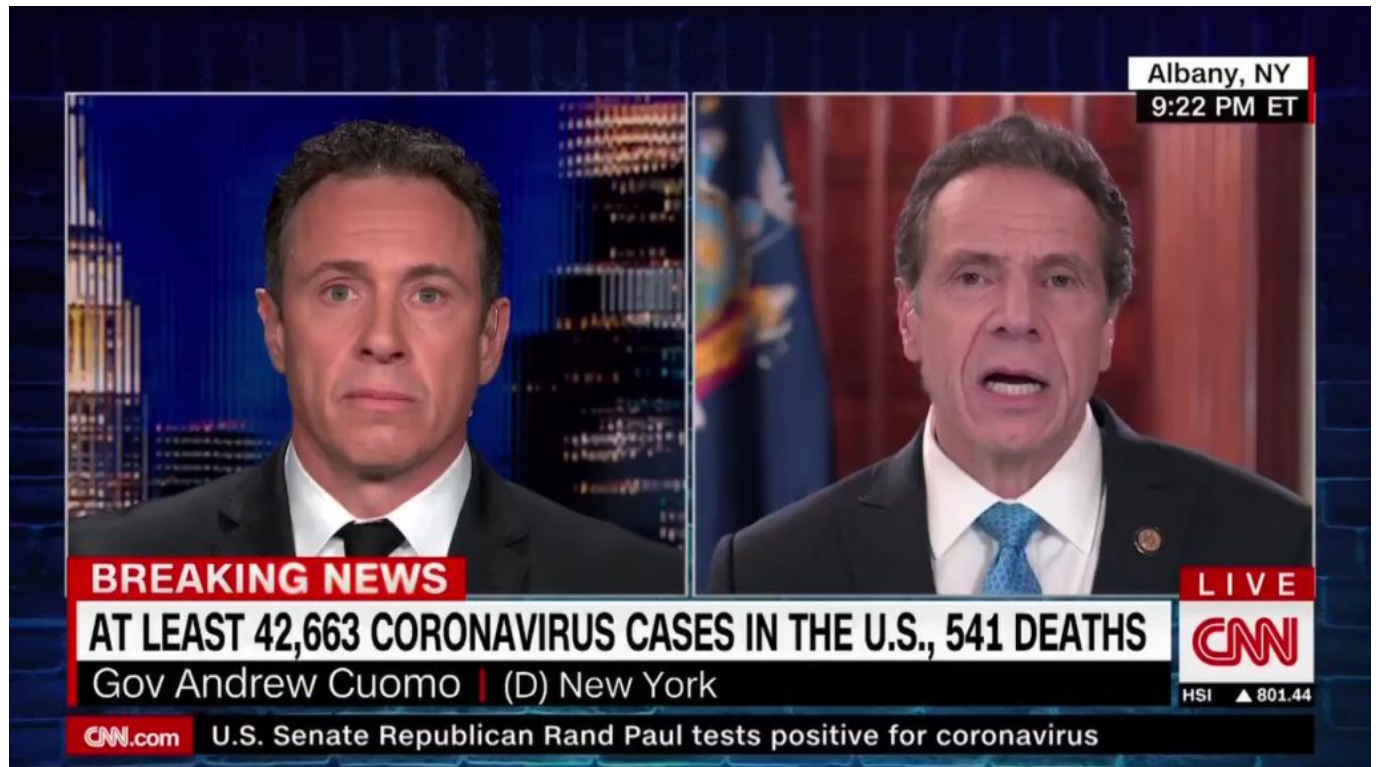 Albany, NY
9:22 PM ET
BREAKING NEWS
AT LEAST 42,663 CORONAVIRUS CASES IN THE U.S., 541 DEATHS
Gov Andrew Cuomo | (D) New York
LIVE
CNN
HSI ▲ 801.44
CNN.com
U.S. Senate Republican Rand Paul tests positive for coronavirus